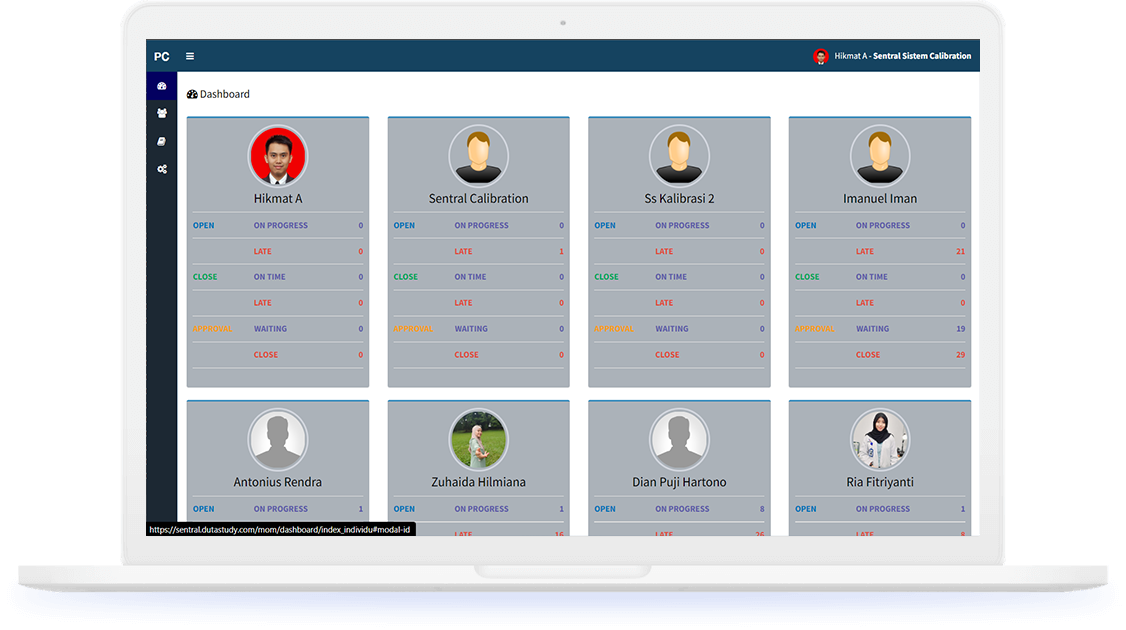 PC
Hikmat A - Sentral Sistem Calibration
Dashboard
Hikmat A
OPEN ON PROGRESS 0
LATE 0
CLOSE ON TIME 0
LATE 0
APPROVAL WAITING 0
CLOSE 0
Sentral Calibration
OPEN ON PROGRESS 0
LATE 1
CLOSE ON TIME 0
LATE 0
APPROVAL WAITING 0
CLOSE 0
Ss Kalibrasi 2
OPEN ON PROGRESS 0
LATE 0
CLOSE ON TIME 0
LATE 0
APPROVAL WAITING 0
CLOSE 0
Imanuel Iman
OPEN ON PROGRESS 0
LATE 21
CLOSE ON TIME 0
LATE 0
APPROVAL WAITING 19
CLOSE 29
Antonius Rendra
OPEN ON PROGRESS 1
Zuhaida Hilmiana
OPEN ON PROGRESS 1
LATE 16
Dian Puji Hartono
OPEN ON PROGRESS 8
LATE 26
Ria Fitriyanti
OPEN ON PROGRESS 1
LATE 8
https://sentral.dutastudy.com/mom/dashboard/index_individu#modal-id